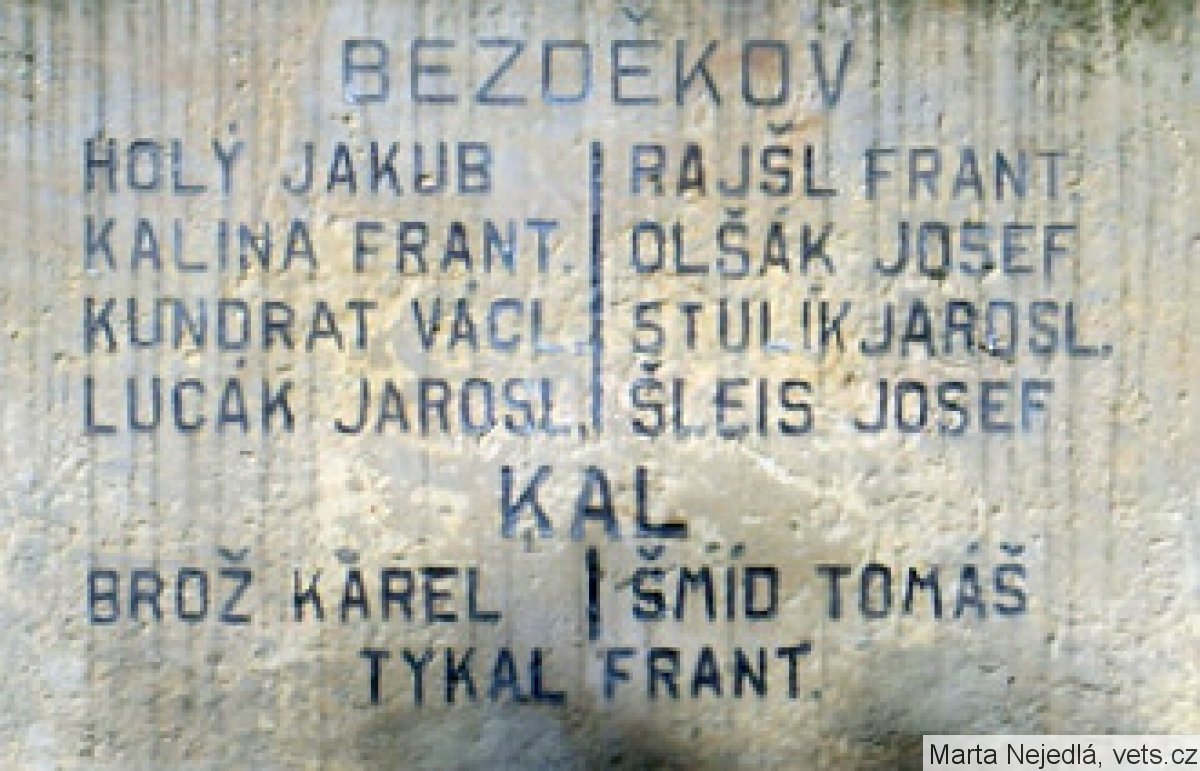 BEZDĚKOV
HOLÝ JAKUB | RAJŠL FRANT.
KALINA FRANT. | OLŠÁK JOSEF
KUNDRAT VÁCL. | STULÍK JAROSL.
LUCÁK JAROSL. | ŠLEIS JOSEF
KAL
BROŽ KAREL | ŠMÍD TOMÁŠ
TYKAL FRANT.
Marta Nejedlá, vets.cz